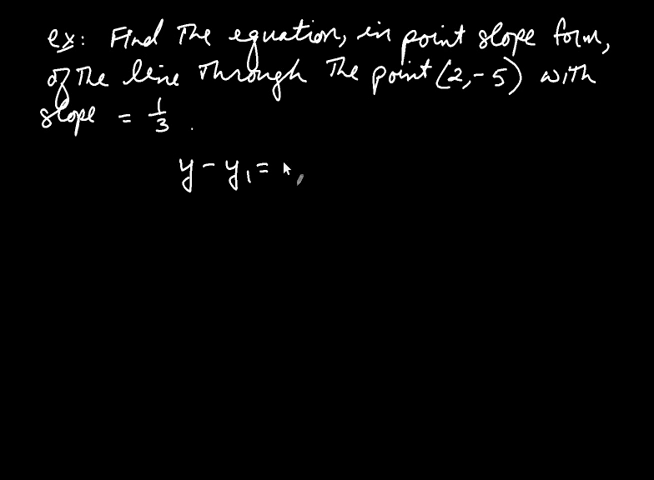 ex: Find the equation, in point slope form,
of the line through the point (2,-5) with
slope = 1/3.
y - y₁ =